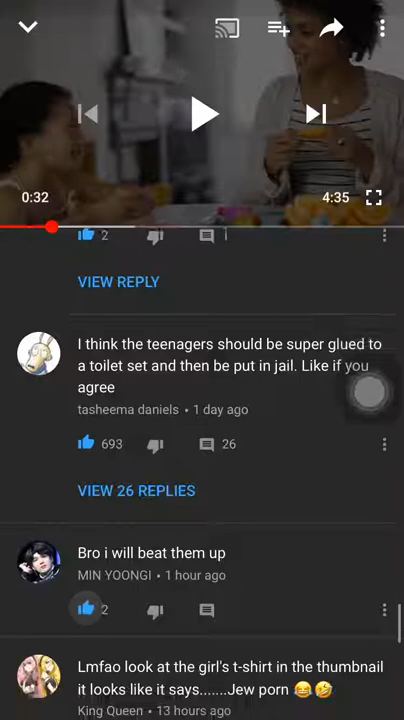 0:32
4:35
2
1
VIEW REPLY
I think the teenagers should be super glued to
a toilet set and then be put in jail. Like if you
agree
tasheema daniels • 1 day ago
693
26
VIEW 26 REPLIES
Bro i will beat them up
MIN YOONGI • 1 hour ago
2
Lmfao look at the girl's t-shirt in the thumbnail
it looks like it says.......Jew porn 😂🤣
King Queen • 13 hours ago